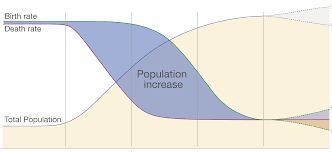 Birth rate
Death rate
Population
increase
Total Population